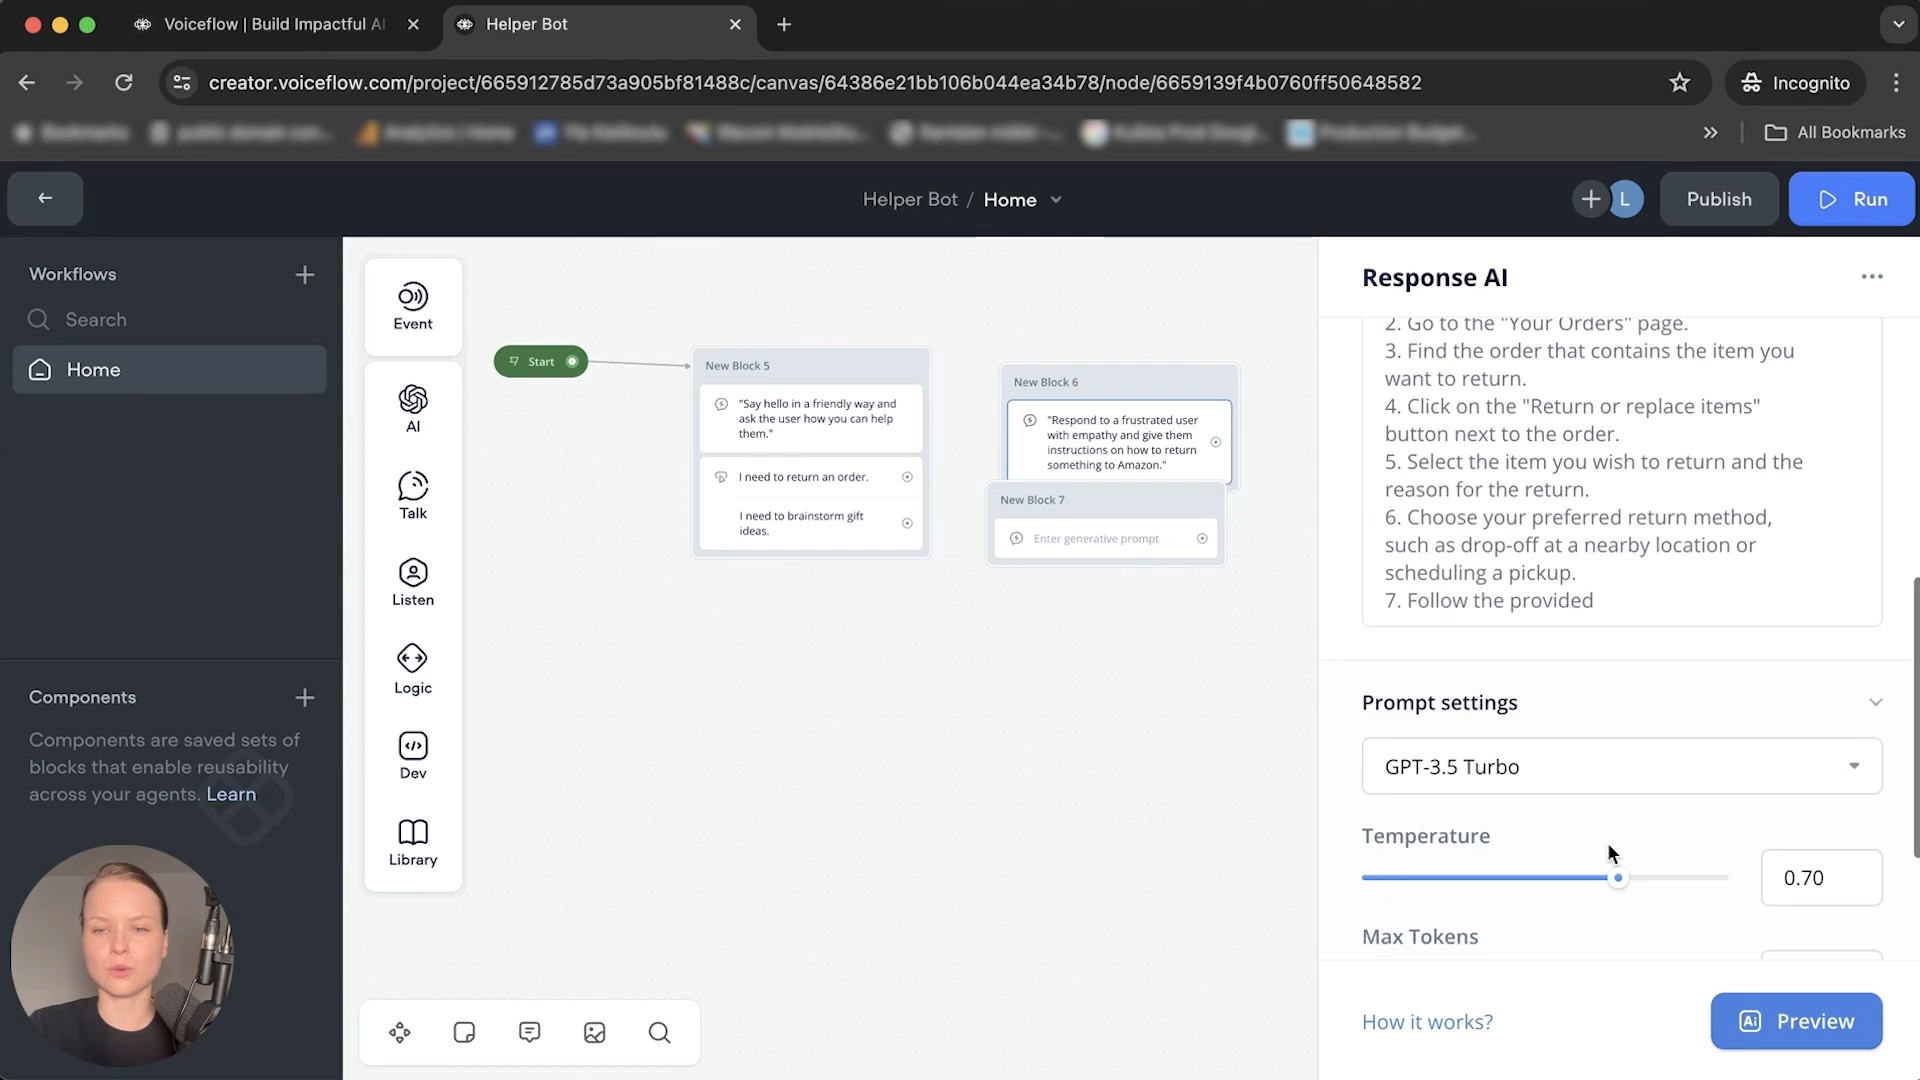 Voiceflow | Build Impactful AI
Helper Bot
creator.voiceflow.com/project/665912785d73a905bf81488c/canvas/64386e21bb106b044ea34b78/node/6659139f4b0760ff50648582
Incognito
Bookmarks
All Bookmarks
Helper Bot / Home
L
Publish
Run
Workflows
Search
Home
Components
Components are saved sets of
blocks that enable reusability
across your agents. Learn
Event
AI
Talk
Listen
Logic
Dev
Library
Start
New Block 5
"Say hello in a friendly way and
ask the user how you can help
them."
I need to return an order.
I need to brainstorm gift
ideas.
New Block 6
"Respond to a frustrated user
with empathy and give them
instructions on how to return
something to Amazon."
New Block 7
Enter generative prompt
Response AI
2. Go to the "Your Orders" page.
3. Find the order that contains the item you
want to return.
4. Click on the "Return or replace items"
button next to the order.
5. Select the item you wish to return and the
reason for the return.
6. Choose your preferred return method,
such as drop-off at a nearby location or
scheduling a pickup.
7. Follow the provided
Prompt settings
GPT-3.5 Turbo
Temperature
0.70
Max Tokens
How it works?
Ai Preview